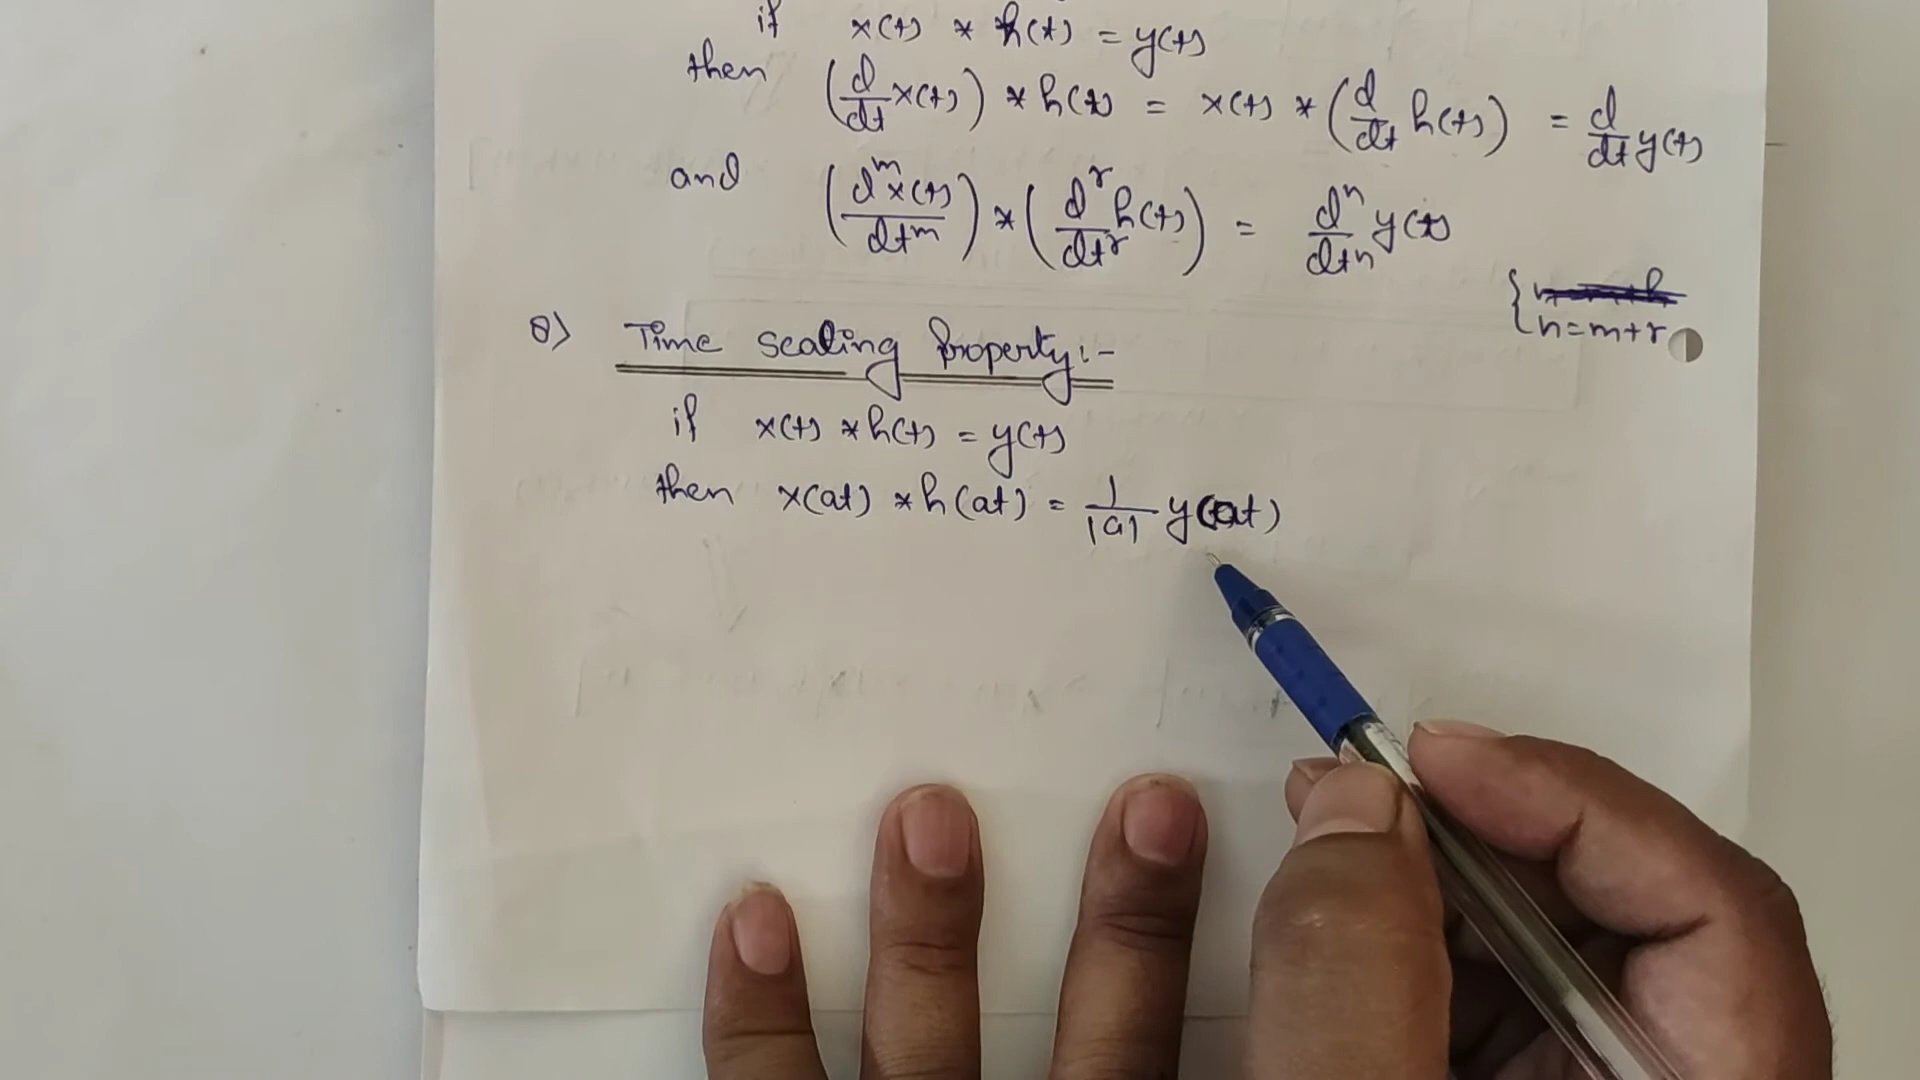 if x(t) * h(t) = y(t)
then (d/dt x(t)) * h(t) = x(t) * (d/dt h(t)) = d/dt y(t)
and (d^m x(t)/dt^m) * (d^r/dt^r h(t)) = d^n/dt^n y(t)
{n=m+r
8) Time scaling property:-
if x(t) * h(t) = y(t)
then x(at) * h(at) = 1/|a| y(at)